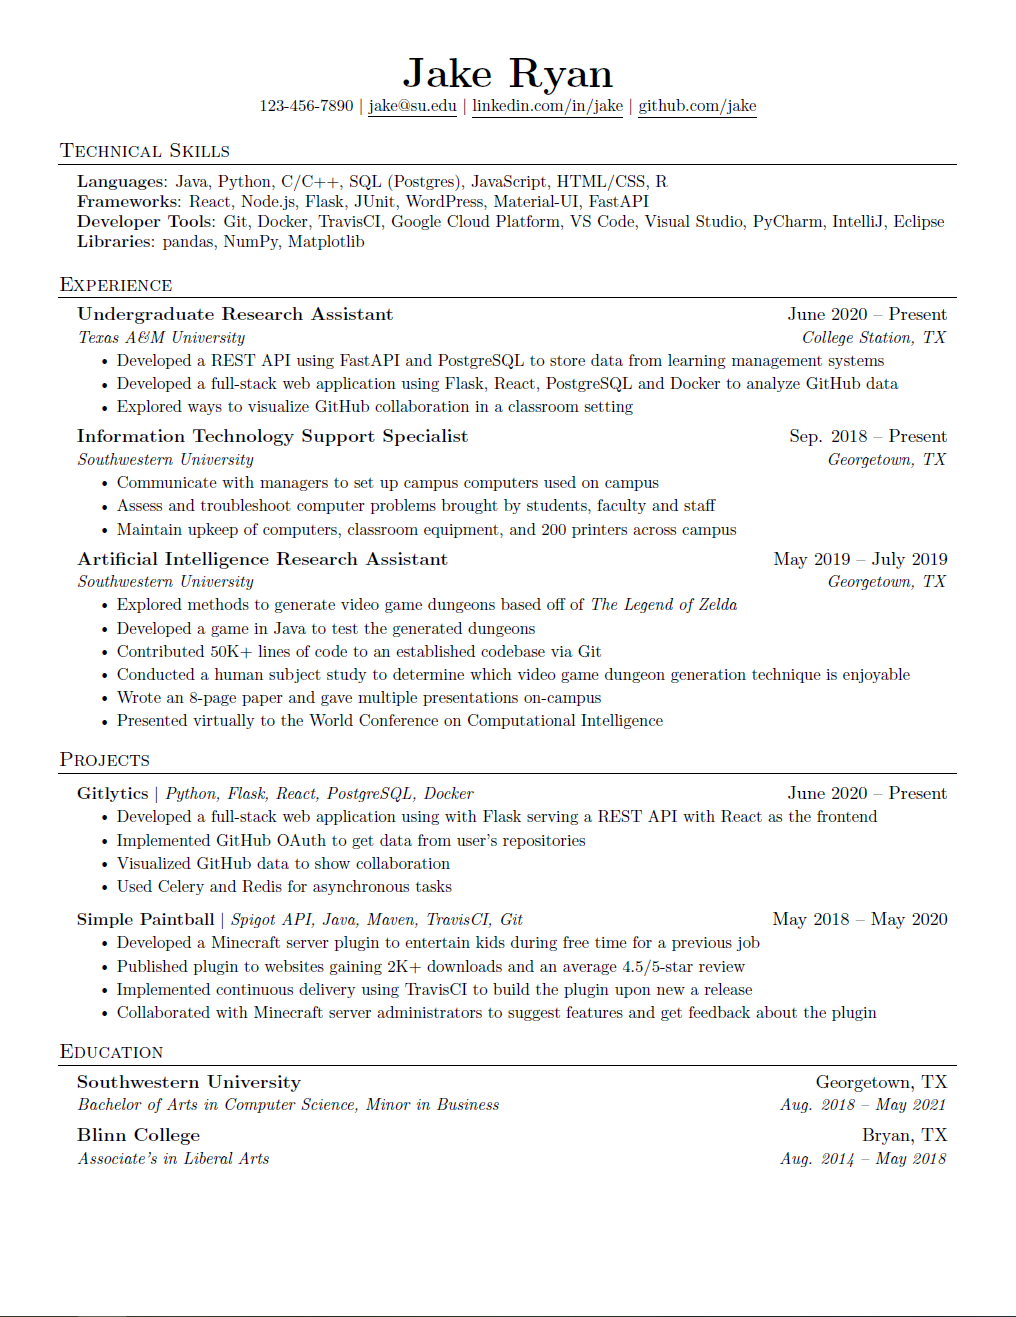 Jake Ryan
123-456-7890 | jake@su.edu | linkedin.com/in/jake | github.com/jake
Technical Skills
Languages: Java, Python, C/C++, SQL (Postgres), JavaScript, HTML/CSS, R
Frameworks: React, Node.js, Flask, JUnit, WordPress, Material-UI, FastAPI
Developer Tools: Git, Docker, TravisCI, Google Cloud Platform, VS Code, Visual Studio, PyCharm, IntelliJ, Eclipse
Libraries: pandas, NumPy, Matplotlib
Experience
Undergraduate Research Assistant June 2020 – Present
Texas A&M University College Station, TX
• Developed a REST API using FastAPI and PostgreSQL to store data from learning management systems
• Developed a full-stack web application using Flask, React, PostgreSQL and Docker to analyze GitHub data
• Explored ways to visualize GitHub collaboration in a classroom setting
Information Technology Support Specialist Sep. 2018 – Present
Southwestern University Georgetown, TX
• Communicate with managers to set up campus computers used on campus
• Assess and troubleshoot computer problems brought by students, faculty and staff
• Maintain upkeep of computers, classroom equipment, and 200 printers across campus
Artificial Intelligence Research Assistant May 2019 – July 2019
Southwestern University Georgetown, TX
• Explored methods to generate video game dungeons based off of The Legend of Zelda
• Developed a game in Java to test the generated dungeons
• Contributed 50K+ lines of code to an established codebase via Git
• Conducted a human subject study to determine which video game dungeon generation technique is enjoyable
• Wrote an 8-page paper and gave multiple presentations on-campus
• Presented virtually to the World Conference on Computational Intelligence
Projects
Gitlytics | Python, Flask, React, PostgreSQL, Docker June 2020 – Present
• Developed a full-stack web application using with Flask serving a REST API with React as the frontend
• Implemented GitHub OAuth to get data from user's repositories
• Visualized GitHub data to show collaboration
• Used Celery and Redis for asynchronous tasks
Simple Paintball | Spigot API, Java, Maven, TravisCI, Git May 2018 – May 2020
• Developed a Minecraft server plugin to entertain kids during free time for a previous job
• Published plugin to websites gaining 2K+ downloads and an average 4.5/5-star review
• Implemented continuous delivery using TravisCI to build the plugin upon new a release
• Collaborated with Minecraft server administrators to suggest features and get feedback about the plugin
Education
Southwestern University Georgetown, TX
Bachelor of Arts in Computer Science, Minor in Business Aug. 2018 – May 2021
Blinn College Bryan, TX
Associate's in Liberal Arts Aug. 2014 – May 2018